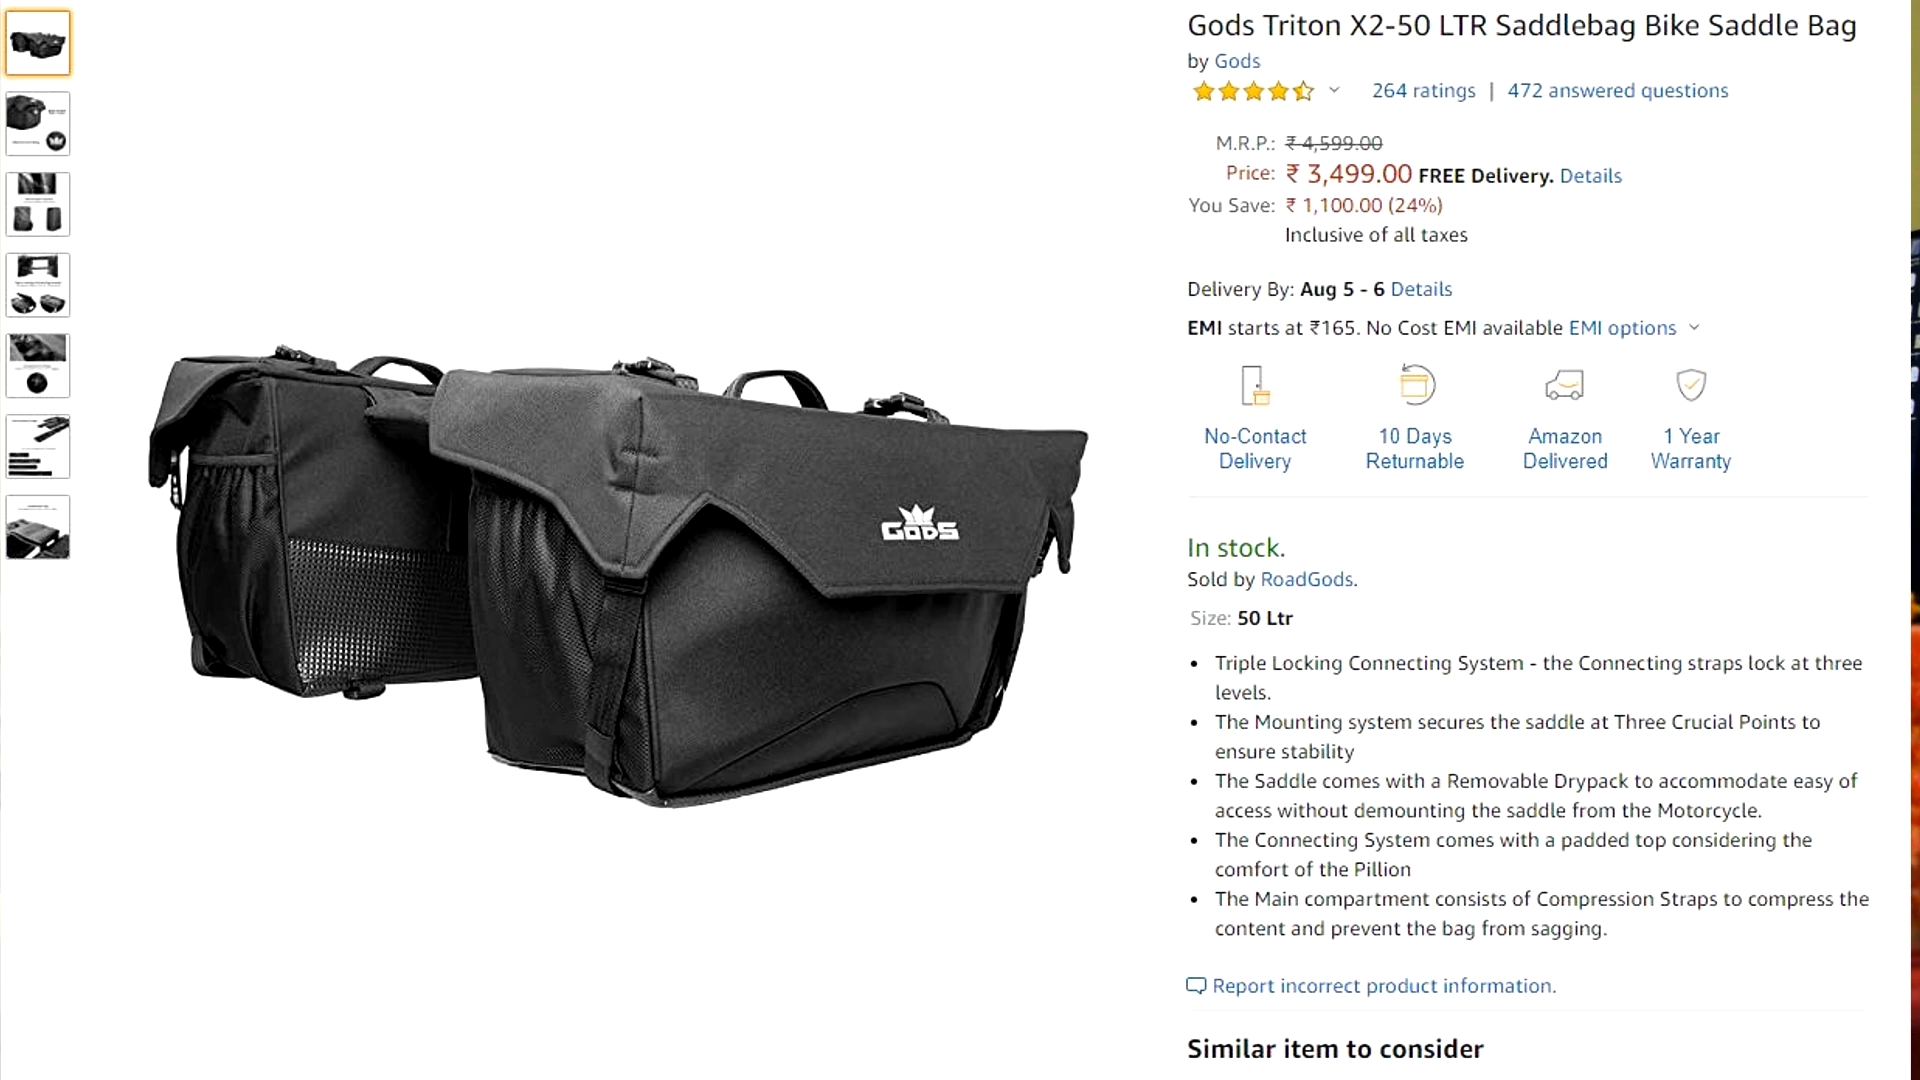 Gods Triton X2-50 LTR Saddlebag Bike Saddle Bag
by Gods
264 ratings | 472 answered questions
M.R.P.: ₹ 4,599.00
Price: ₹ 3,499.00 FREE Delivery. Details
You Save: ₹ 1,100.00 (24%)
Inclusive of all taxes
Delivery By: Aug 5 - 6 Details
EMI starts at ₹165. No Cost EMI available EMI options
No-Contact Delivery
10 Days Returnable
Amazon Delivered
1 Year Warranty
In stock.
Sold by RoadGods.
Size: 50 Ltr
• Triple Locking Connecting System - the Connecting straps lock at three
levels.
• The Mounting system secures the saddle at Three Crucial Points to
ensure stability
• The Saddle comes with a Removable Drypack to accommodate easy of
access without demounting the saddle from the Motorcycle.
• The Connecting System comes with a padded top considering the
comfort of the Pillion
• The Main compartment consists of Compression Straps to compress the
content and prevent the bag from sagging.
Report incorrect product information.
Similar item to consider
GODS